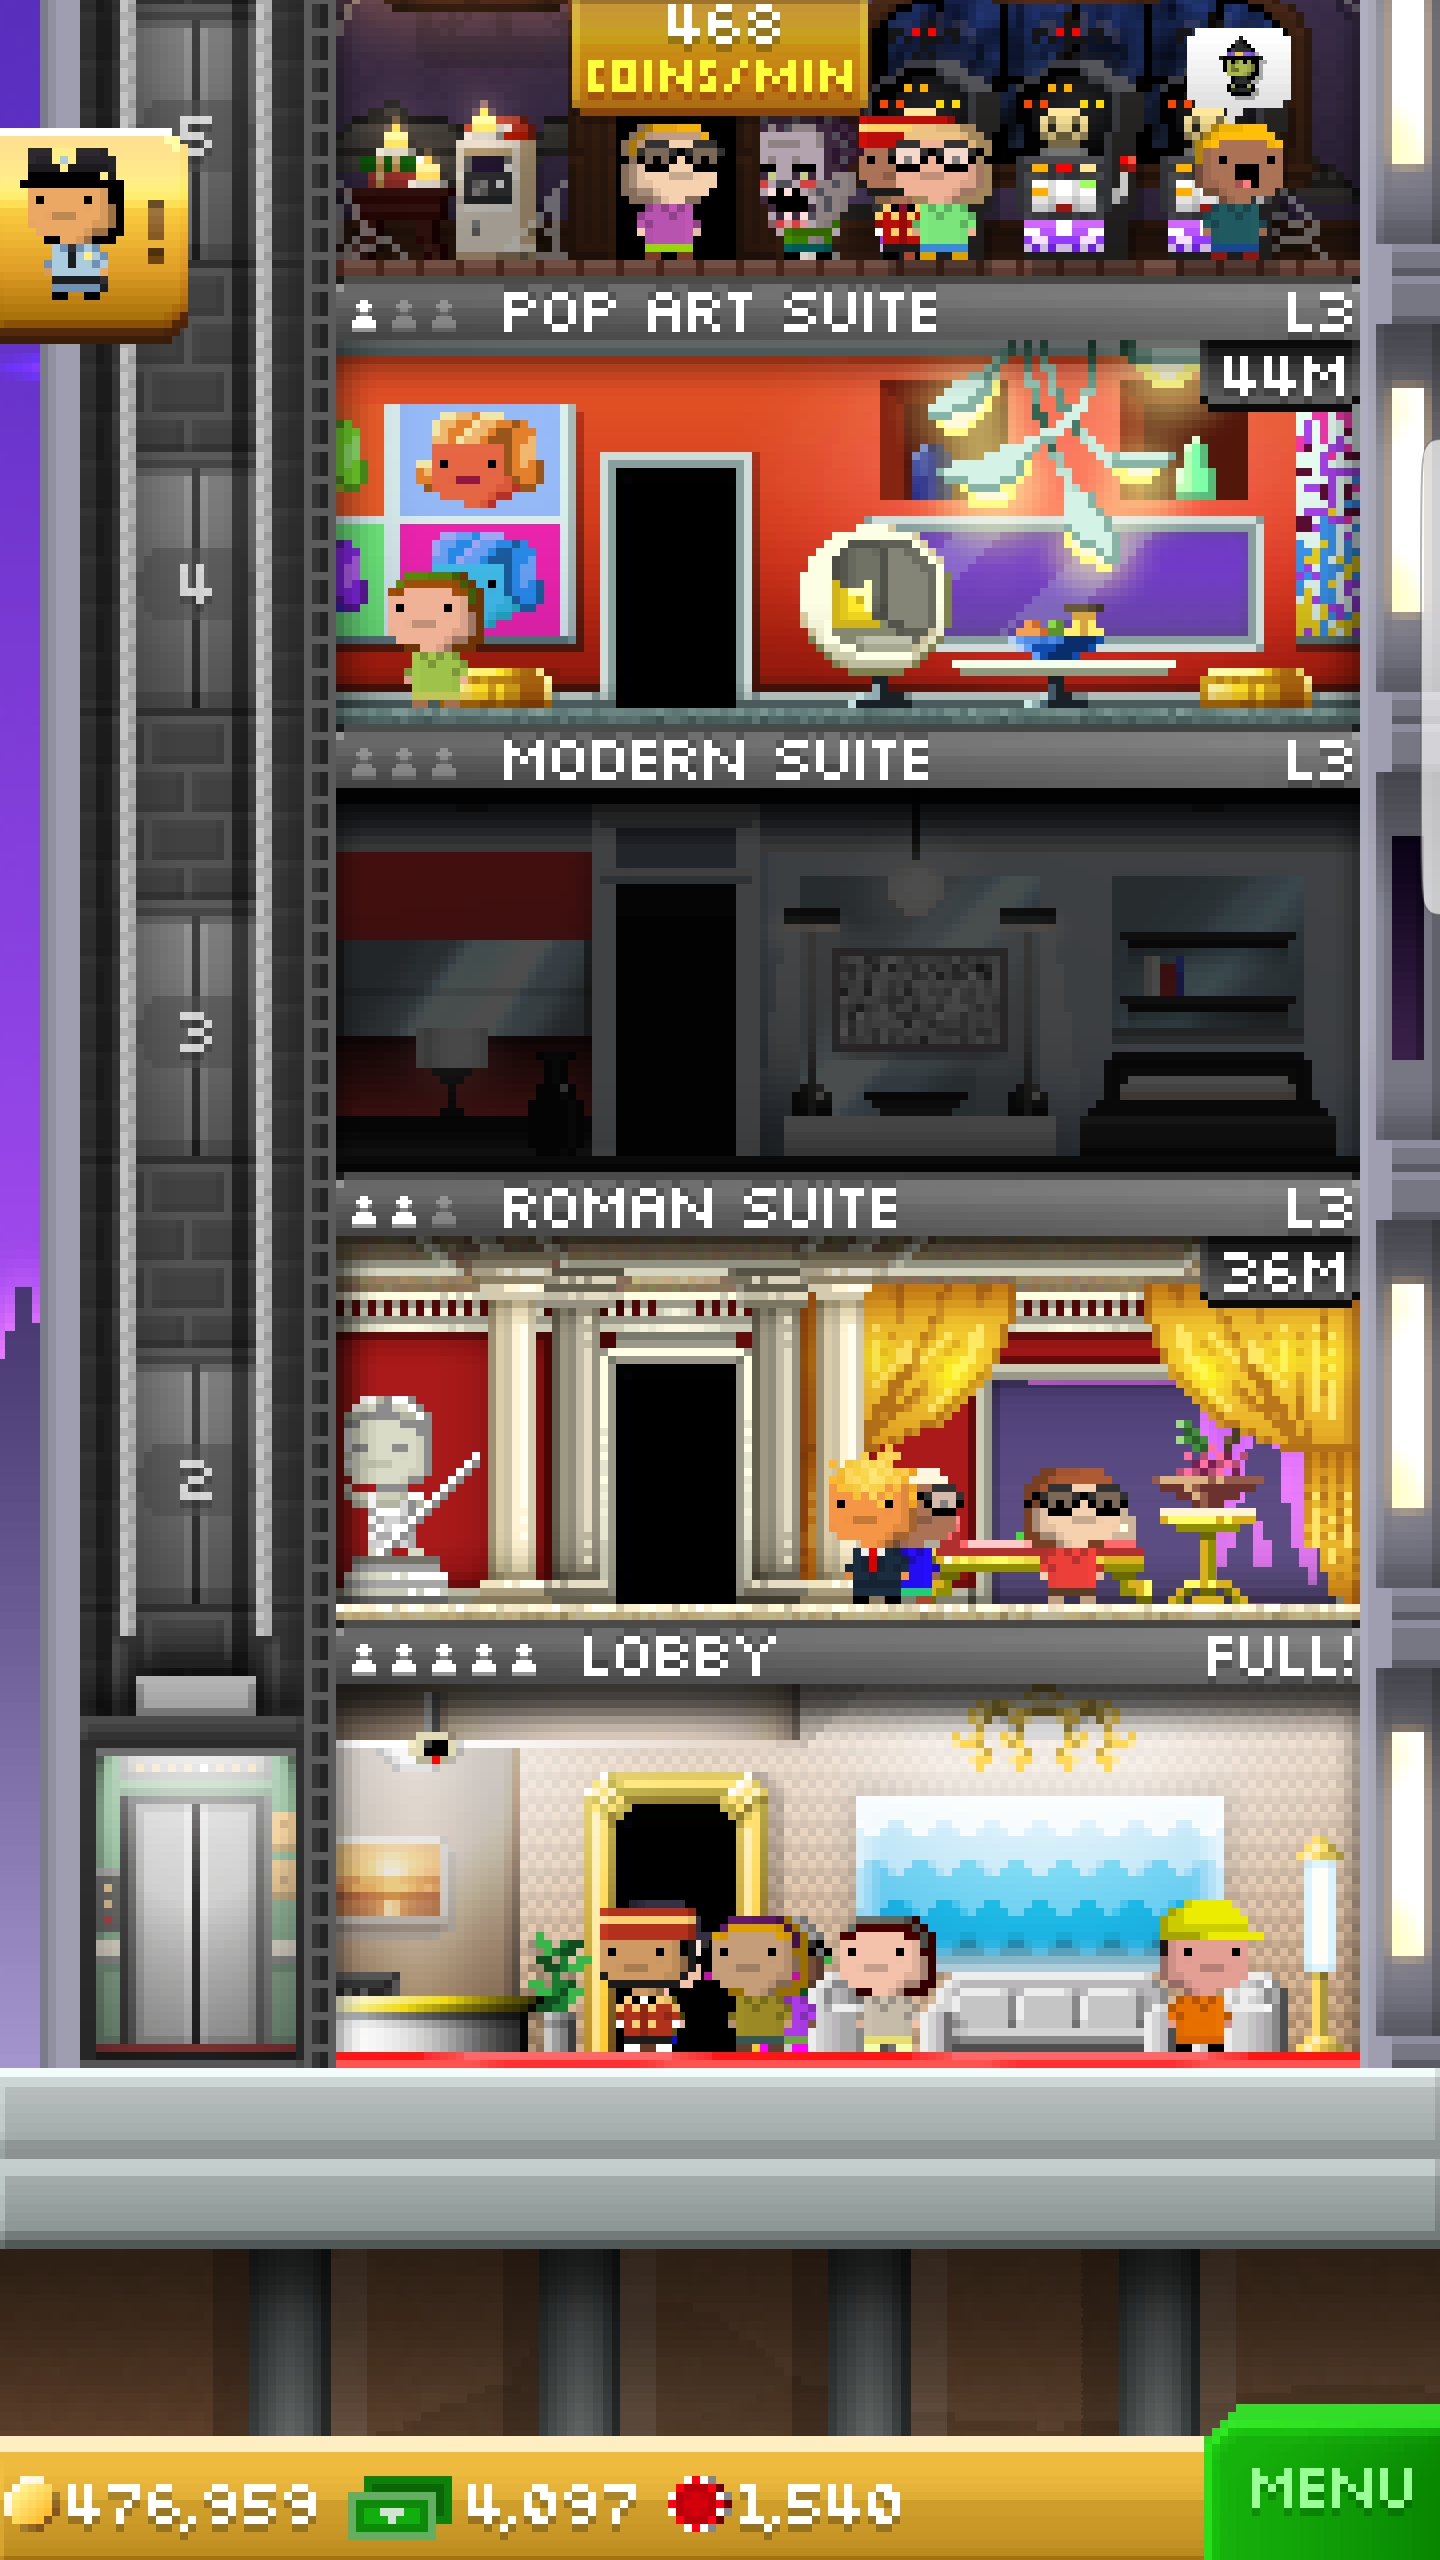 468
COINS/MIN
5
!
POP ART SUITE L3
44M
4
MODERN SUITE L3
3
ROMAN SUITE L3
36M
2
LOBBY FULL!
476,959 4,097 1,540
MENU